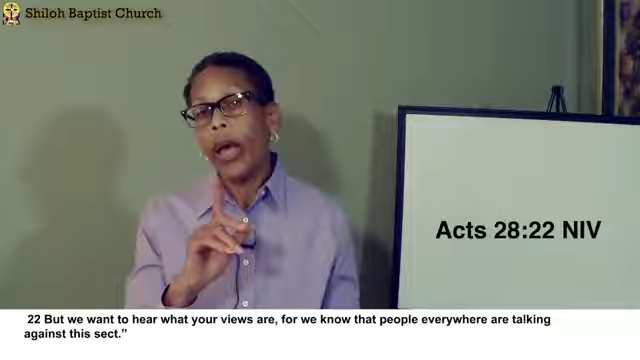 Shiloh Baptist Church
Acts 28:22 NIV
22 But we want to hear what your views are, for we know that people everywhere are talking
against this sect.”